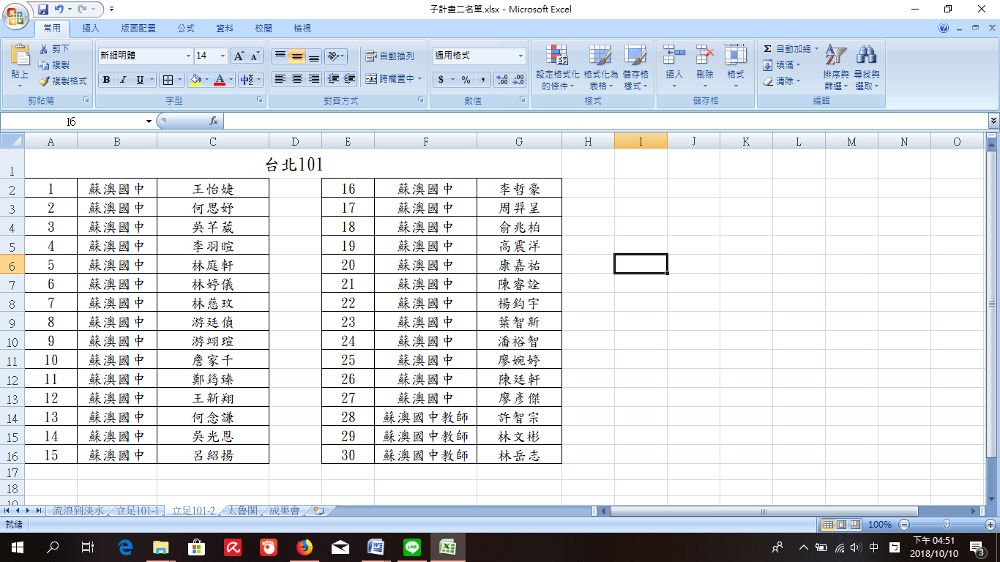 子計畫二名單.xlsx - Microsoft Excel
常用 插入 版面配置 公式 資料 校閱 檢視
貼上 剪下 複製 複製格式 剪貼簿
新細明體 14 B I U 中 字型
自動換列 跨欄置中 對齊方式
通用格式 $ % , 數值
設定格式化的條件 格式化為表格 儲存格樣式 樣式
插入 刪除 格式 儲存格
Σ 自動加總 填滿 清除 排序與篩選 尋找與選取 編輯
I6 fx
A B C D E F G H I J K L M N O
1 台北101
2 1 蘇澳國中 王怡婕 16 蘇澳國中 李哲豪
3 2 蘇澳國中 何思妤 17 蘇澳國中 周羿呈
4 3 蘇澳國中 吳芊葳 18 蘇澳國中 俞兆柏
5 4 蘇澳國中 李羽暄 19 蘇澳國中 高震洋
6 5 蘇澳國中 林庭軒 20 蘇澳國中 康嘉祐
7 6 蘇澳國中 林婷儀 21 蘇澳國中 陳睿詮
8 7 蘇澳國中 林慈玟 22 蘇澳國中 楊鈞宇
9 8 蘇澳國中 游廷偵 23 蘇澳國中 葉智新
10 9 蘇澳國中 游翊瑄 24 蘇澳國中 潘裕智
11 10 蘇澳國中 詹家千 25 蘇澳國中 廖婉婷
12 11 蘇澳國中 鄭筠臻 26 蘇澳國中 陳廷軒
13 12 蘇澳國中 王新翔 27 蘇澳國中 廖彥傑
14 13 蘇澳國中 何念謙 28 蘇澳國中教師 許智宗
15 14 蘇澳國中 吳光恩 29 蘇澳國中教師 林文彬
16 15 蘇澳國中 呂紹揚 30 蘇澳國中教師 林岳志
17
18
19
流浪到淡水 立足101-1 立足101-2 太魯閣 成果會
就緒 100%
中 下午 04:51
2018/10/10 3